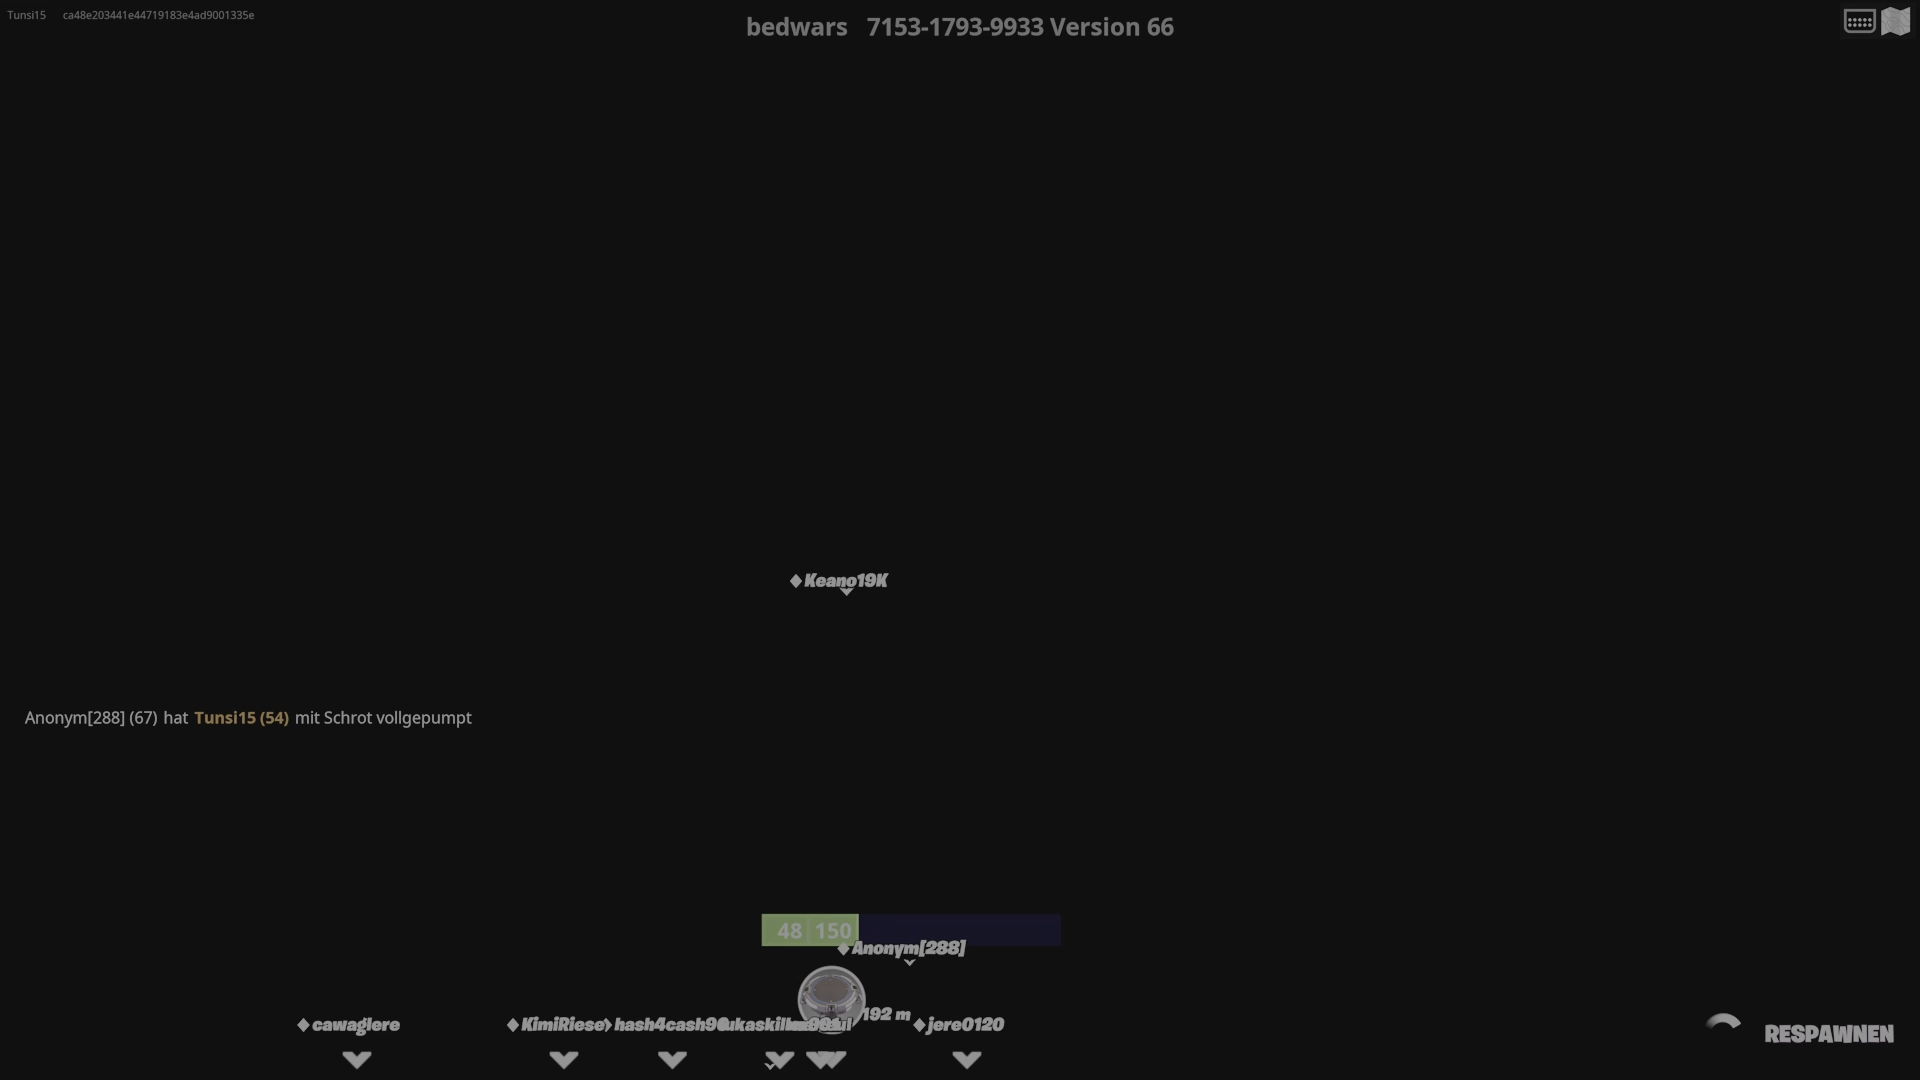 Tunsi15 ca48e203441e44719183e4ad9001335e
bedwars 7153-1793-9933 Version 66
Keano19K
Anonym[288] (67) hat Tunsi15 (54) mit Schrot vollgepumpt
48 150
Anonym[288]
192 m
cawaglere KimiRiese hash4cash90 jere0120
RESPAWNEN